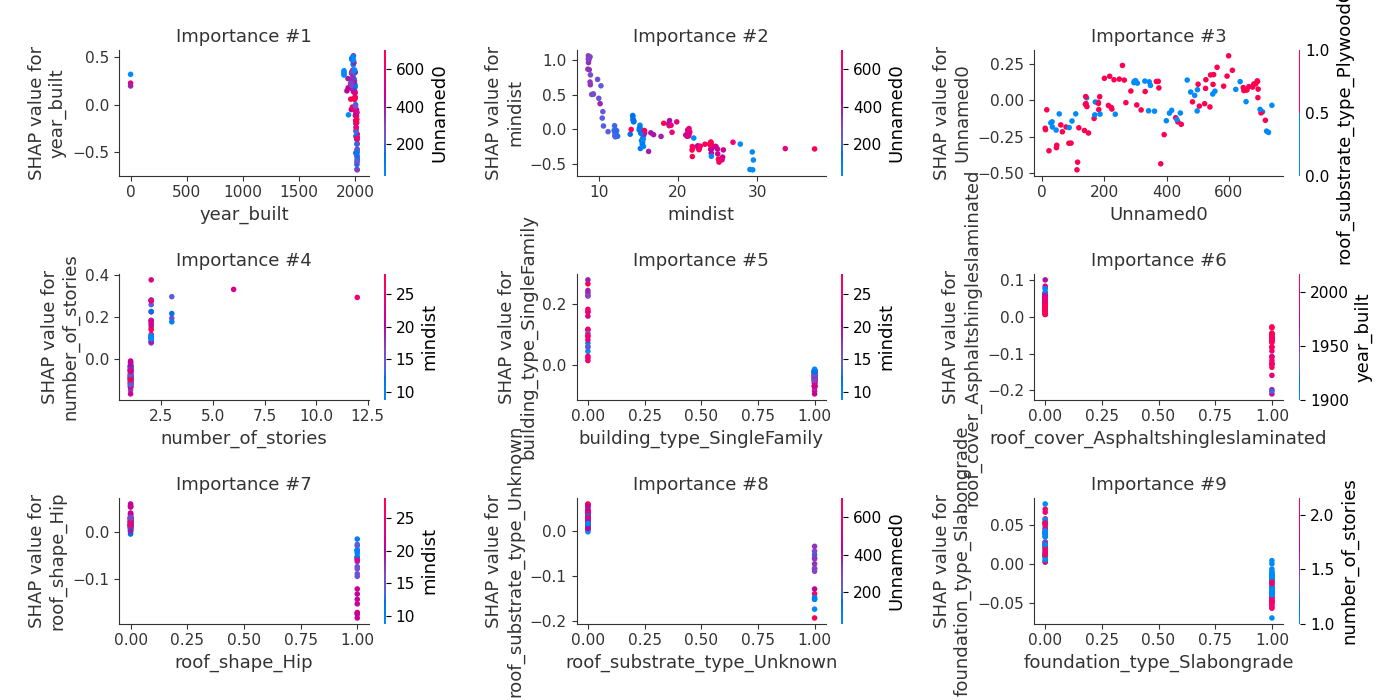 Importance #1
SHAP value for
year_built
0.5
0.0
−0.5
0
500
1000
1500
2000
year_built
600
400
200
Unnamed0
Importance #2
SHAP value for
mindist
1.0
0.5
0.0
−0.5
10
20
30
mindist
600
400
200
Unnamed0
Importance #3
SHAP value for
Unnamed0
0.25
0.00
−0.25
−0.50
0
200
400
600
Unnamed0
1.0
0.5
0.0
roof_substrate_type_Plywood
Importance #4
SHAP value for
number_of_stories
0.4
0.2
0.0
2.5
5.0
7.5
10.0
12.5
number_of_stories
25
20
15
10
mindist
Importance #5
SHAP value for
building_type_SingleFamily
0.2
0.0
0.00
0.25
0.50
0.75
1.00
building_type_SingleFamily
25
20
15
10
mindist
Importance #6
SHAP value for
roof_cover_Asphaltshingleslaminated
0.1
0.0
−0.1
−0.2
0.00
0.25
0.50
0.75
1.00
roof_cover_Asphaltshingleslaminated
2000
1950
1900
year_built
Importance #7
SHAP value for
roof_shape_Hip
0.0
−0.1
0.00
0.25
0.50
0.75
1.00
roof_shape_Hip
25
20
15
10
mindist
Importance #8
SHAP value for
roof_substrate_type_Unknown
0.0
−0.1
−0.2
0.00
0.25
0.50
0.75
1.00
roof_substrate_type_Unknown
600
400
200
Unnamed0
Importance #9
SHAP value for
foundation_type_Slabongrade
0.05
0.00
−0.05
0.00
0.25
0.50
0.75
1.00
foundation_type_Slabongrade
2.0
1.5
1.0
number_of_stories